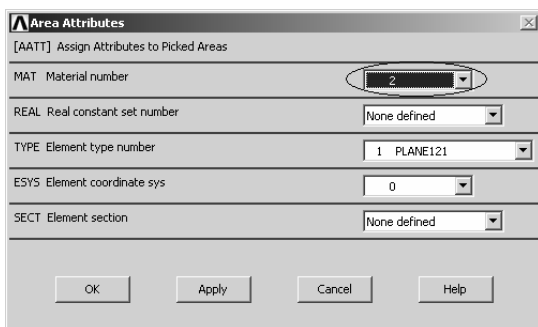 Area Attributes
[AATT] Assign Attributes to Picked Areas
MAT Material number 2
REAL Real constant set number None defined
TYPE Element type number 1 PLANE121
ESYS Element coordinate sys 0
SECT Element section None defined
OK Apply Cancel Help